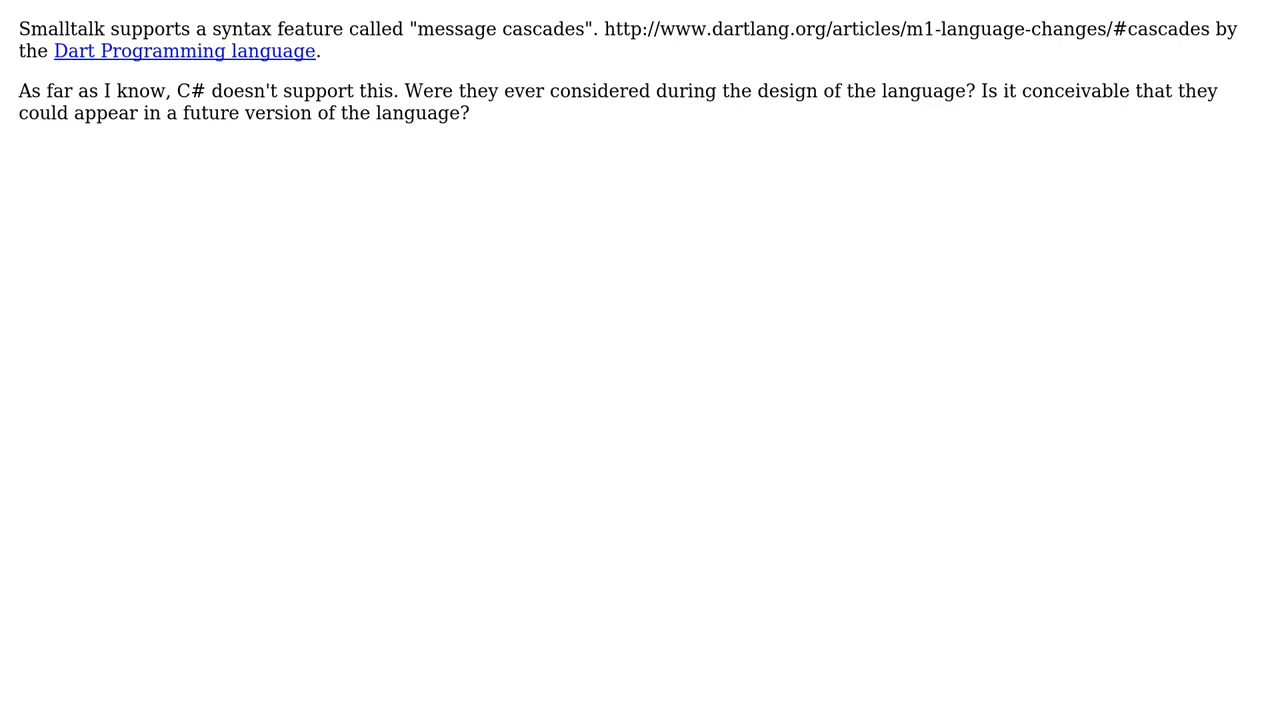 Smalltalk supports a syntax feature called "message cascades". http://www.dartlang.org/articles/m1-language-changes/#cascades by
the Dart Programming language.
As far as I know, C# doesn't support this. Were they ever considered during the design of the language? Is it conceivable that they
could appear in a future version of the language?